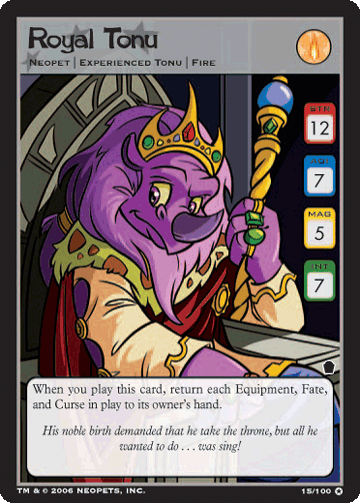 Royal Tonu
Neopet | Experienced Tonu | Fire
STR
12
AGI
7
MAG
5
INT
7
When you play this card, return each Equipment, Fate,
and Curse in play to its owner's hand.
His noble birth demanded that he take the throne, but all he
wanted to do . . . was sing!
TM & © 2006 NEOPETS, INC.
15/100